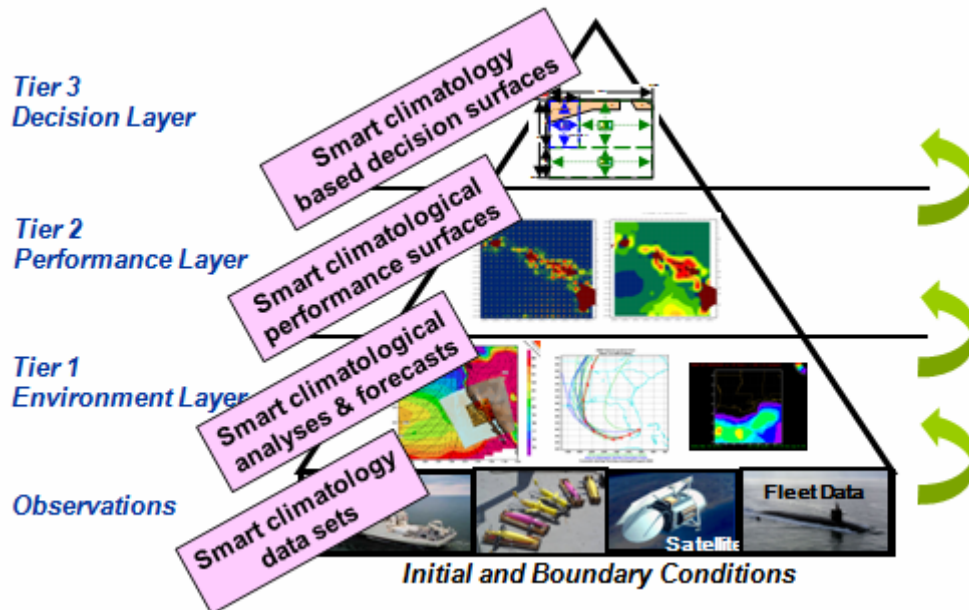 Tier 3
Decision Layer
Smart climatology
based decision surfaces
Tier 2
Performance Layer
Smart climatological
performance surfaces
Tier 1
Environment Layer
Smart climatological
analyses & forecasts
Observations
Smart climatology
data sets
Satellite
Fleet Data
Initial and Boundary Conditions